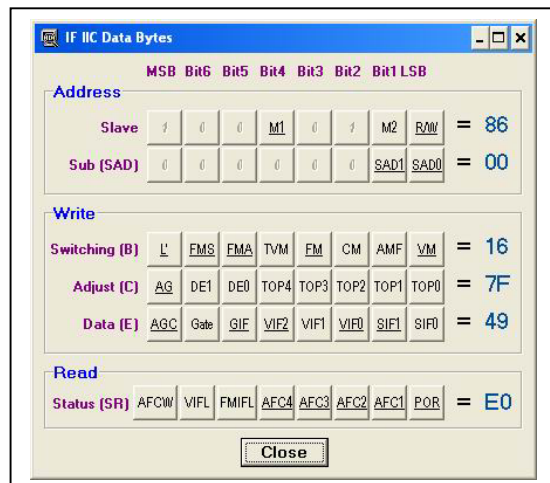 IF IIC Data Bytes
MSB Bit6 Bit5 Bit4 Bit3 Bit2 Bit1 LSB
Address
Slave 1 0 0 M1 0 1 M2 R/W = 86
Sub (SAD) 0 0 0 0 0 0 SAD1 SAD0 = 00
Write
Switching (B) L' FMS FMA TVM FM CM AMF VM = 16
Adjust (C) AG DE1 DE0 TOP4 TOP3 TOP2 TOP1 TOP0 = 7F
Data (E) AGC Gate GIF VIF2 VIF1 VIF0 SIF1 SIF0 = 49
Read
Status (SR) AFCW VIFL FMIFL AFC4 AFC3 AFC2 AFC1 POR = E0
Close